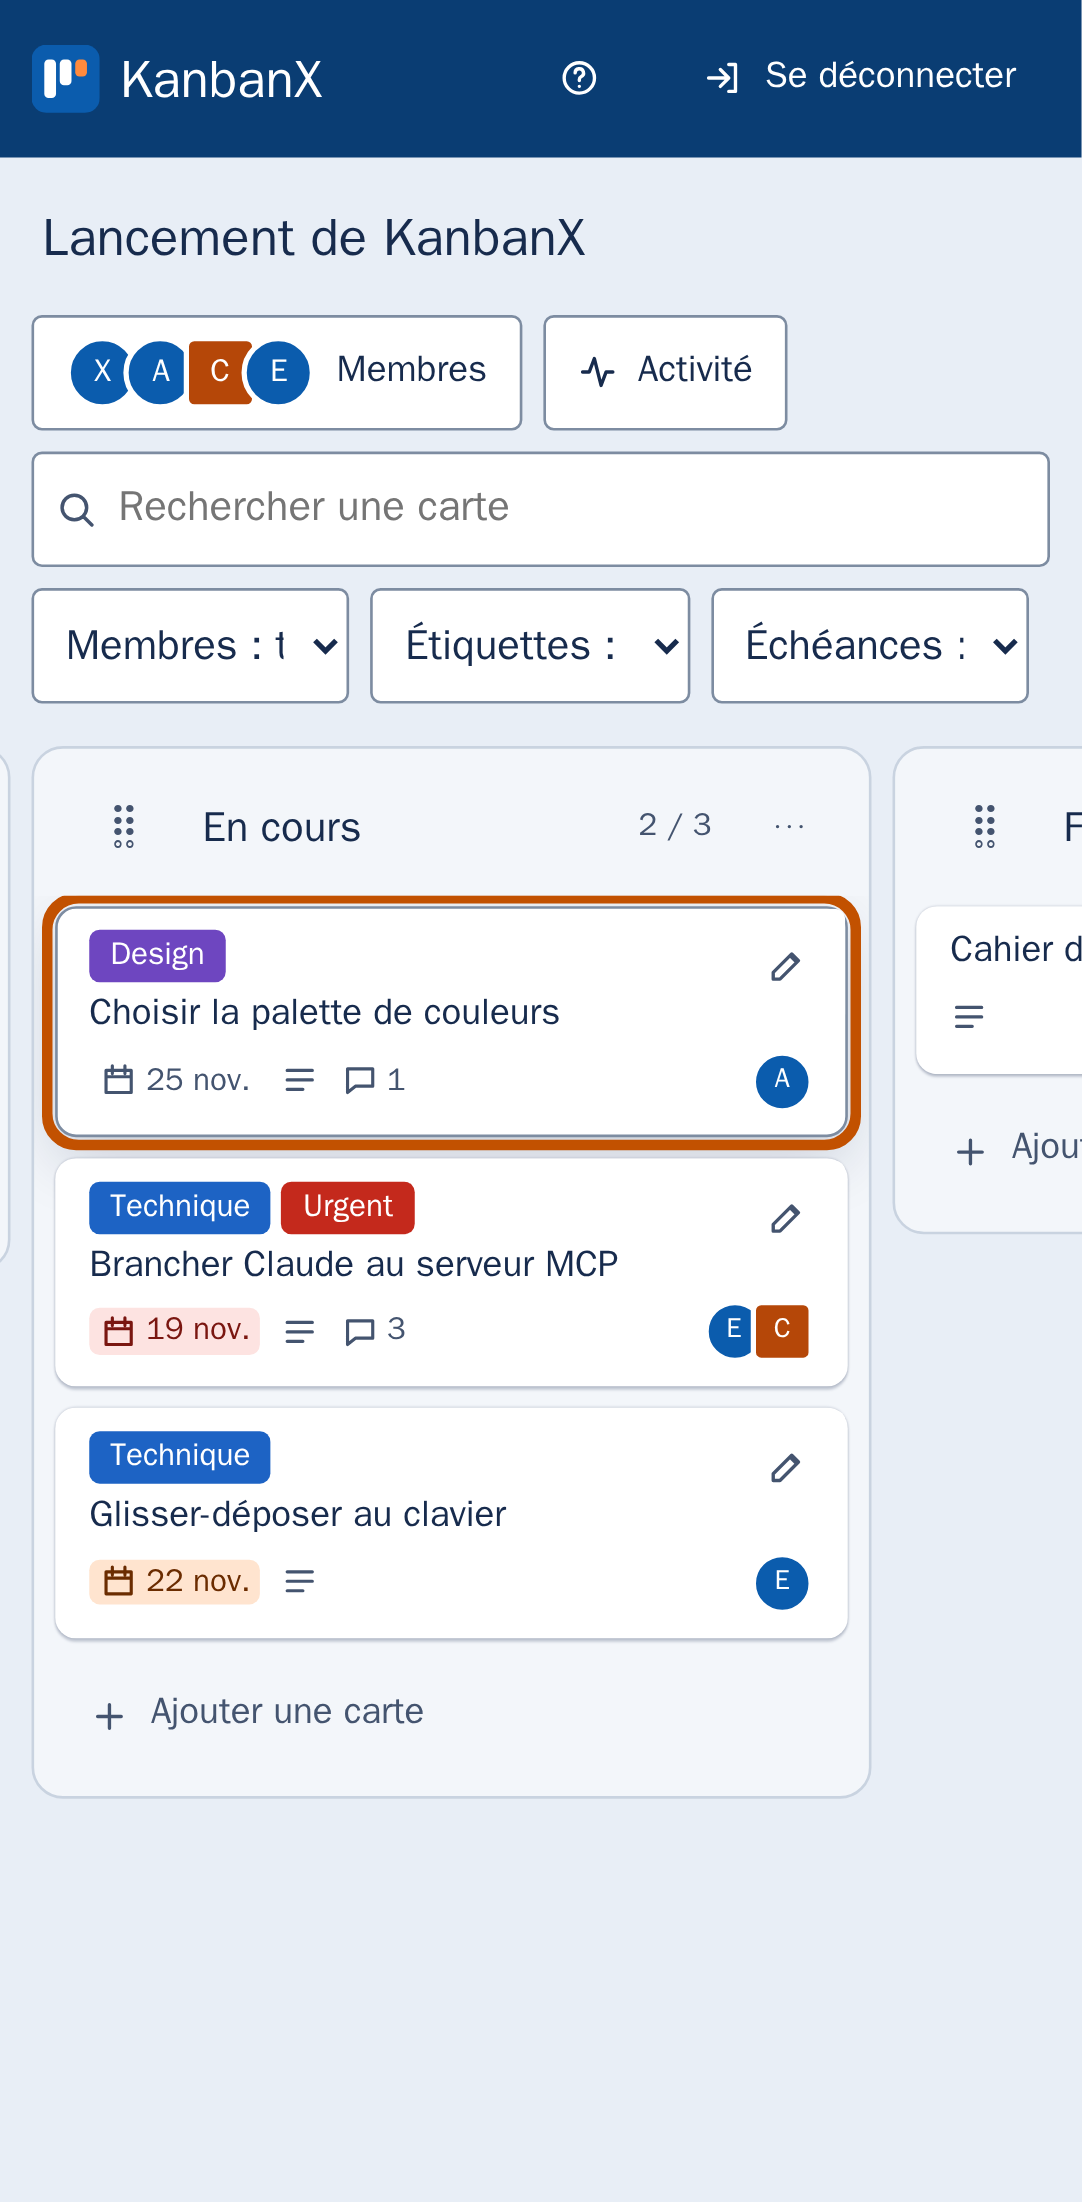 KanbanX
Se déconnecter
Lancement de KanbanX
X A C E Membres
Activité
Rechercher une carte
Membres : t
Étiquettes :
Échéances :
En cours
2 / 3
...
Design
Choisir la palette de couleurs
25 nov.
1
A
Technique
Urgent
Brancher Claude au serveur MCP
19 nov.
3
E C
Technique
Glisser-déposer au clavier
22 nov.
E
+ Ajouter une carte
F
Cahier d
+ Ajout